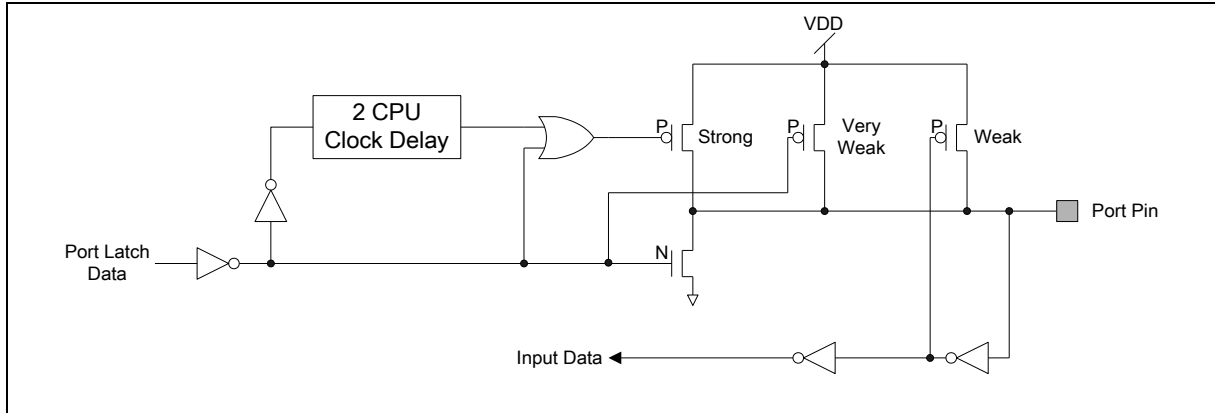 VDD
2 CPU
Clock Delay
P
Strong
P
Very
Weak
P
Weak
Port Pin
Port Latch
Data
N
Input Data